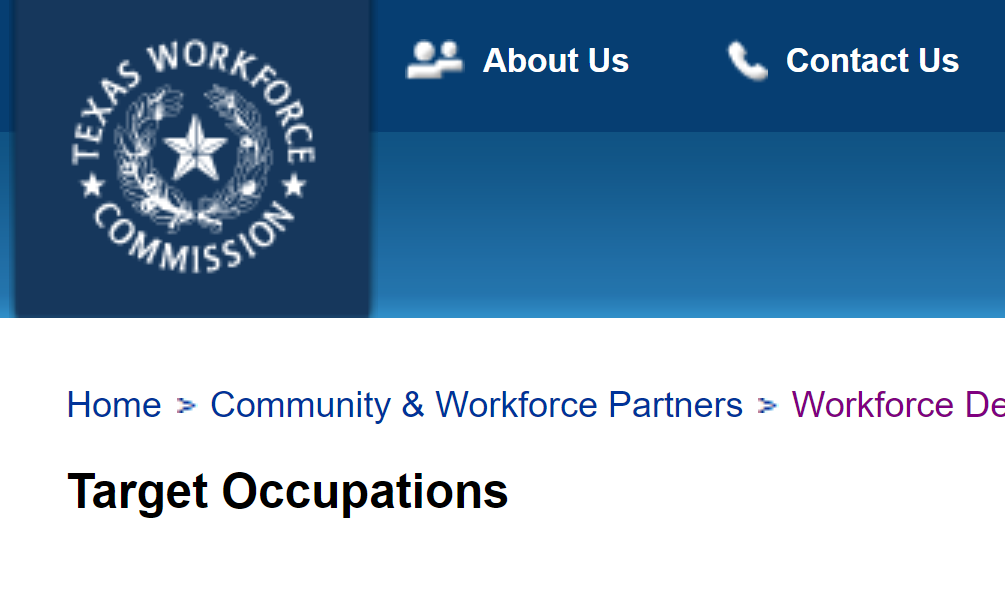 TEXAS WORKFORCE COMMISSION
About Us
Contact Us
Home > Community & Workforce Partners > Workforce De
Target Occupations